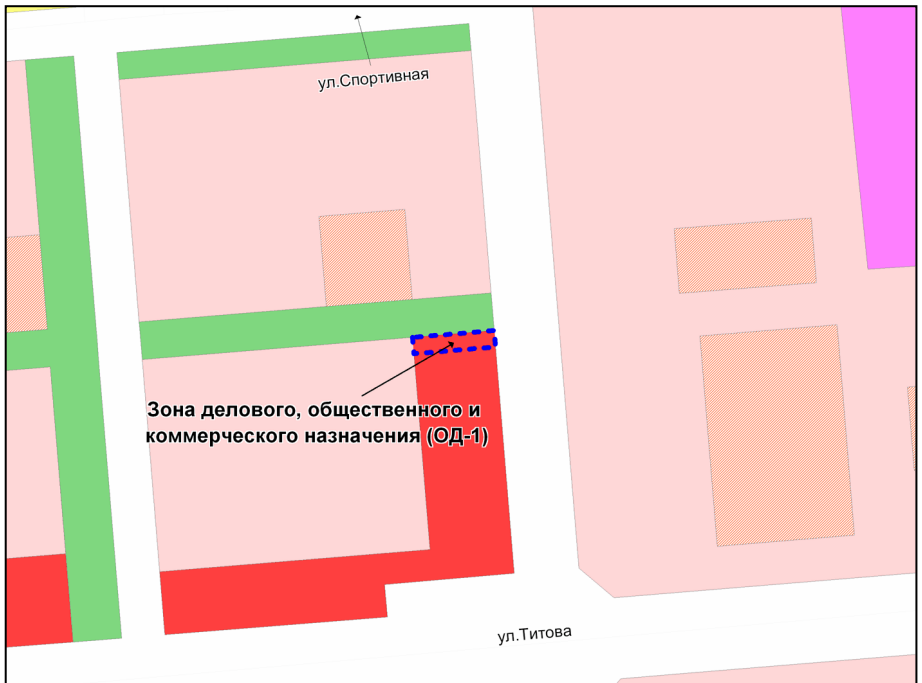 ул.Спортивная
Зона делового, общественного и
коммерческого назначения (ОД-1)
ул.Титова